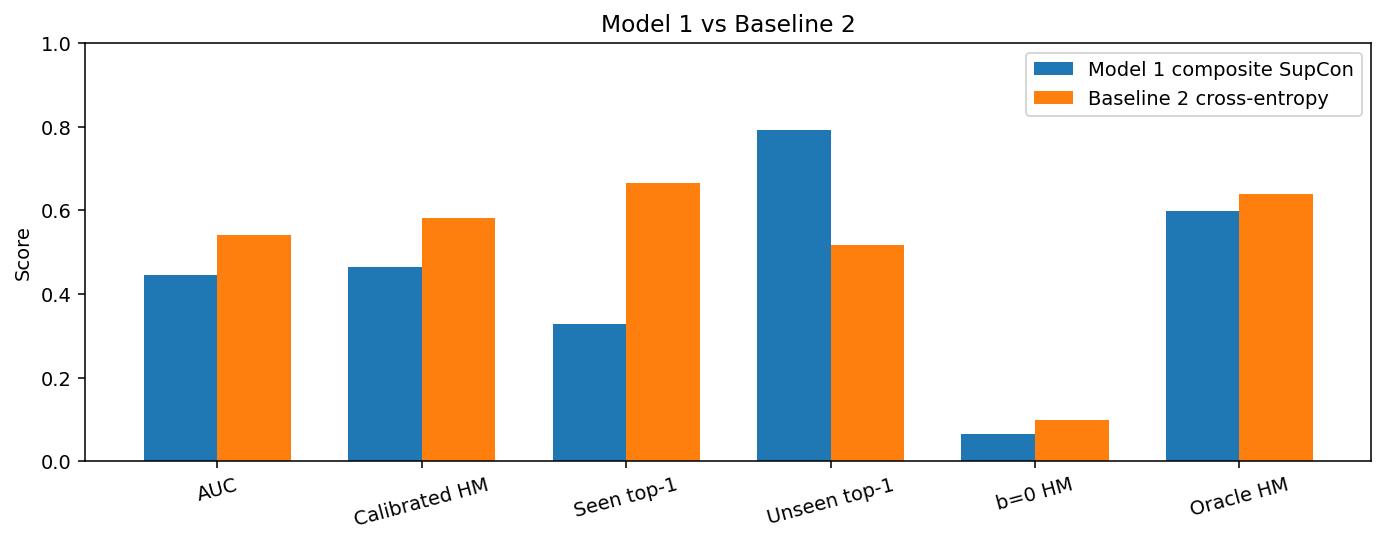 Model 1 vs Baseline 2
Model 1 composite SupCon
Baseline 2 cross-entropy
Score
1.0
0.8
0.6
0.4
0.2
0.0
AUC
Calibrated HM
Seen top-1
Unseen top-1
b=0 HM
Oracle HM